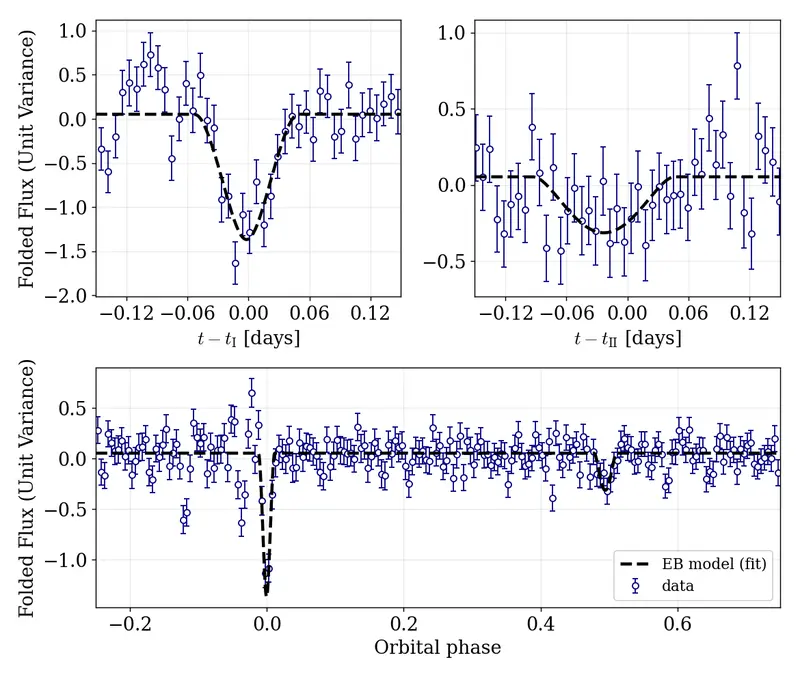 Folded Flux (Unit Variance)
1.0
0.5
0.0
−0.5
−1.0
−1.5
−2.0
−0.12 −0.06 0.00 0.06 0.12
t − tI [days]
1.0
0.5
0.0
−0.5
−0.12 −0.06 0.00 0.06 0.12
t − tII [days]
Folded Flux (Unit Variance)
0.5
0.0
−0.5
−1.0
−0.2 0.0 0.2 0.4 0.6
Orbital phase
EB model (fit)
data